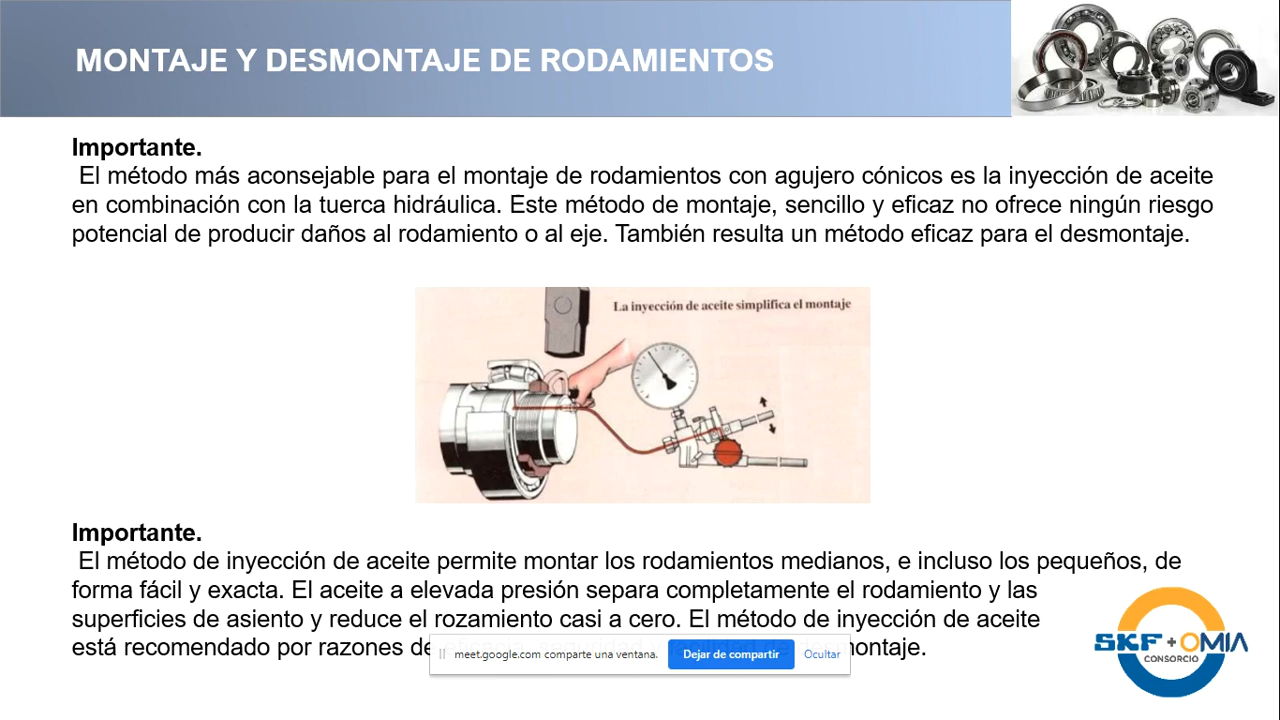 MONTAJE Y DESMONTAJE DE RODAMIENTOS
Importante.
El método más aconsejable para el montaje de rodamientos con agujero cónicos es la inyección de aceite
en combinación con la tuerca hidráulica. Este método de montaje, sencillo y eficaz no ofrece ningún riesgo
potencial de producir daños al rodamiento o al eje. También resulta un método eficaz para el desmontaje.
La inyección de aceite simplifica el montaje
Importante.
El método de inyección de aceite permite montar los rodamientos medianos, e incluso los pequeños, de
forma fácil y exacta. El aceite a elevada presión separa completamente el rodamiento y las
superficies de asiento y reduce el rozamiento casi a cero. El método de inyección de aceite
está recomendado por razones de montaje.
meet.google.com comparte una ventana. Dejar de compartir Ocultar
SKF + OMIA
CONSORCIO